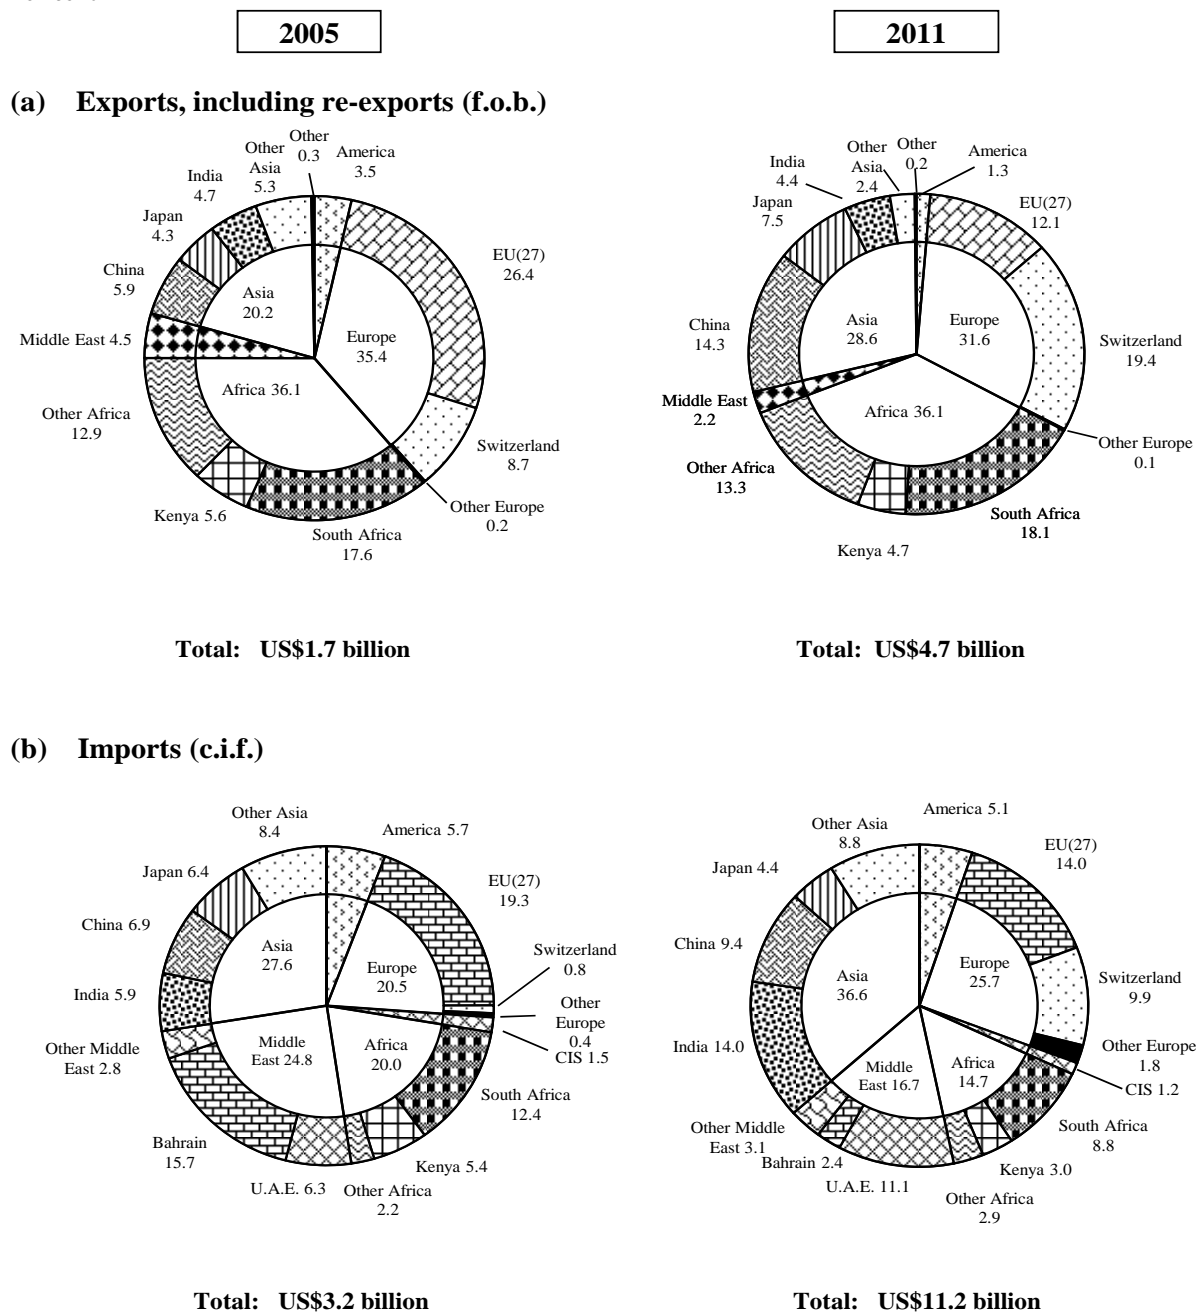 2005
2011
(a) Exports, including re-exports (f.o.b.)
Other
0.3
America
3.5
Other
Asia
5.3
India
4.7
Japan
4.3
China
5.9
Middle East 4.5
Other Africa
12.9
Kenya 5.6
South Africa
17.6
Other Europe
0.2
Switzerland
8.7
EU(27)
26.4
Asia
20.2
Europe
35.4
Africa 36.1
Other
0.2
America
1.3
Other
Asia
2.4
India
4.4
Japan
7.5
China
14.3
Middle East
2.2
Other Africa
13.3
Kenya 4.7
South Africa
18.1
Other Europe
0.1
Switzerland
19.4
EU(27)
12.1
Asia
28.6
Europe
31.6
Africa 36.1
Total: US$1.7 billion
Total: US$4.7 billion
(b) Imports (c.i.f.)
Other Asia
8.4
America 5.7
Japan 6.4
EU(27)
19.3
China 6.9
Switzerland
0.8
India 5.9
Other
Europe
0.4
CIS 1.5
Other Middle
East 2.8
South Africa
12.4
Bahrain
15.7
Kenya 5.4
U.A.E. 6.3
Other Africa
2.2
Asia
27.6
Europe
20.5
Middle
East 24.8
Africa
20.0
Other Asia
8.8
America 5.1
Japan 4.4
EU(27)
14.0
China 9.4
Switzerland
9.9
India 14.0
Other Europe
1.8
CIS 1.2
Other Middle
East 3.1
South Africa
8.8
Bahrain 2.4
Kenya 3.0
U.A.E. 11.1
Other Africa
2.9
Asia
36.6
Europe
25.7
Middle
East 16.7
Africa
14.7
Total: US$3.2 billion
Total: US$11.2 billion